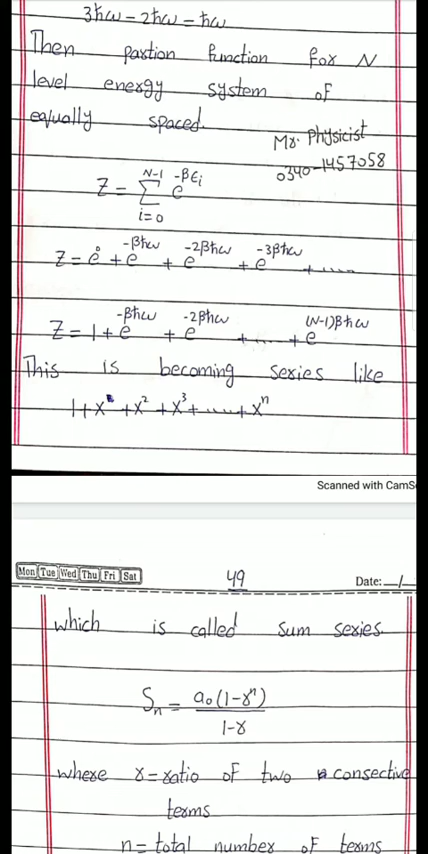 3ħω – 2ħω = ħω
Then partion function for N
level energy system of
equally spaced.
Mr. Physicist
0340-1457058
Z = Σ_{i=0}^{N-1} e^{-βϵi}
Z = e° + e^{-βħω} + e^{-2βħω} + e^{-3βħω} + .....
Z = 1 + e^{-βħω} + e^{-2βħω} + .... + e^{(N-1)βħω}
This is becoming series like
1 + x + x² + x³ + ..... + xⁿ
Scanned with CamS
Mon Tue Wed Thu Fri Sat
49
Date: __/__
which is called sum series.
Sn = a₀(1-rⁿ) / 1-r
where r = ratio of two consective
terms
n = total number of terms